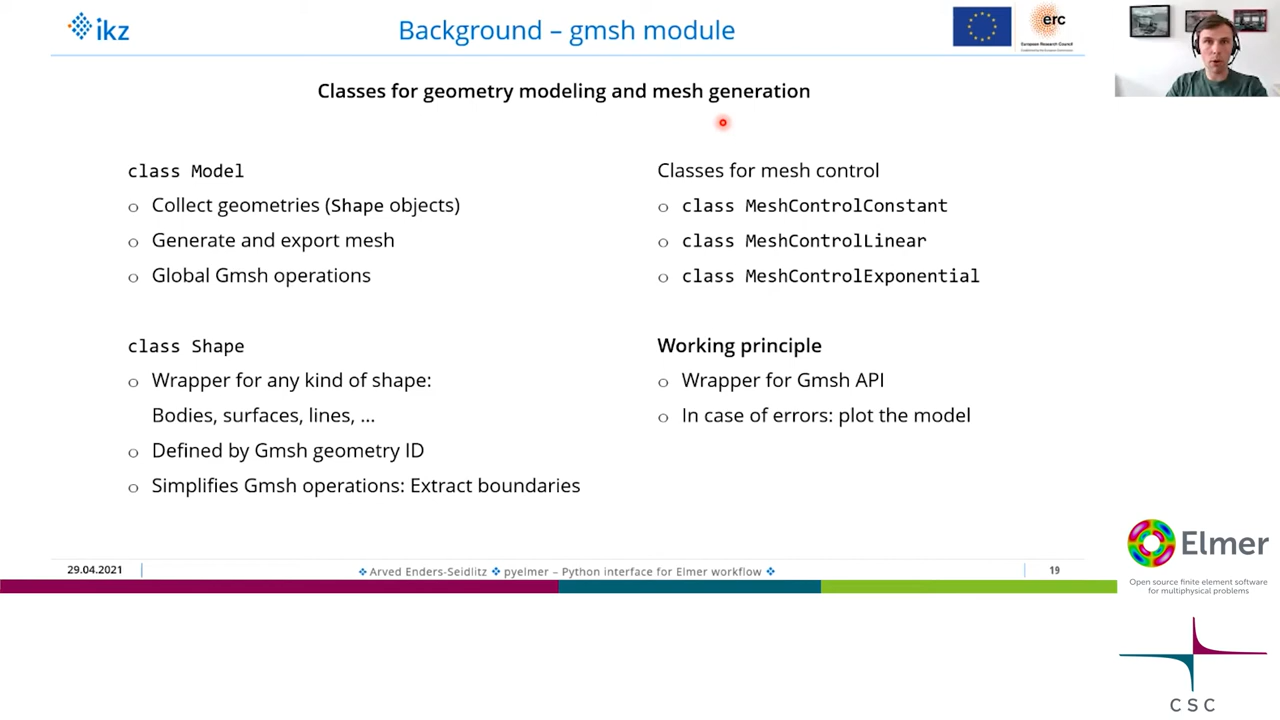 ikz
Background – gmsh module
erc
European Research Council
Classes for geometry modeling and mesh generation
class Model
o Collect geometries (Shape objects)
o Generate and export mesh
o Global Gmsh operations
class Shape
o Wrapper for any kind of shape:
Bodies, surfaces, lines, ...
o Defined by Gmsh geometry ID
o Simplifies Gmsh operations: Extract boundaries
Classes for mesh control
o class MeshControlConstant
o class MeshControlLinear
o class MeshControlExponential
Working principle
o Wrapper for Gmsh API
o In case of errors: plot the model
29.04.2021
❖ Arved Enders-Seidlitz ❖ pyelmer – Python interface for Elmer workflow ❖
19
Elmer
Open source finite element software
for multiphysical problems
CSC